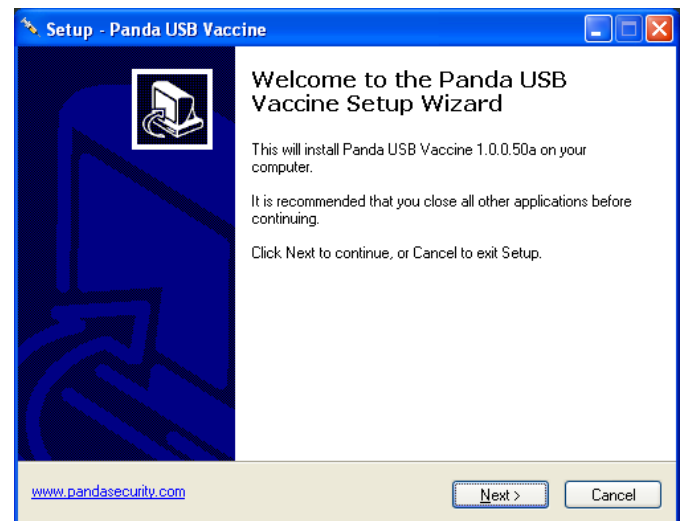 Setup - Panda USB Vaccine
Welcome to the Panda USB
Vaccine Setup Wizard
This will install Panda USB Vaccine 1.0.0.50a on your
computer.
It is recommended that you close all other applications before
continuing.
Click Next to continue, or Cancel to exit Setup.
www.pandasecurity.com
Next >
Cancel